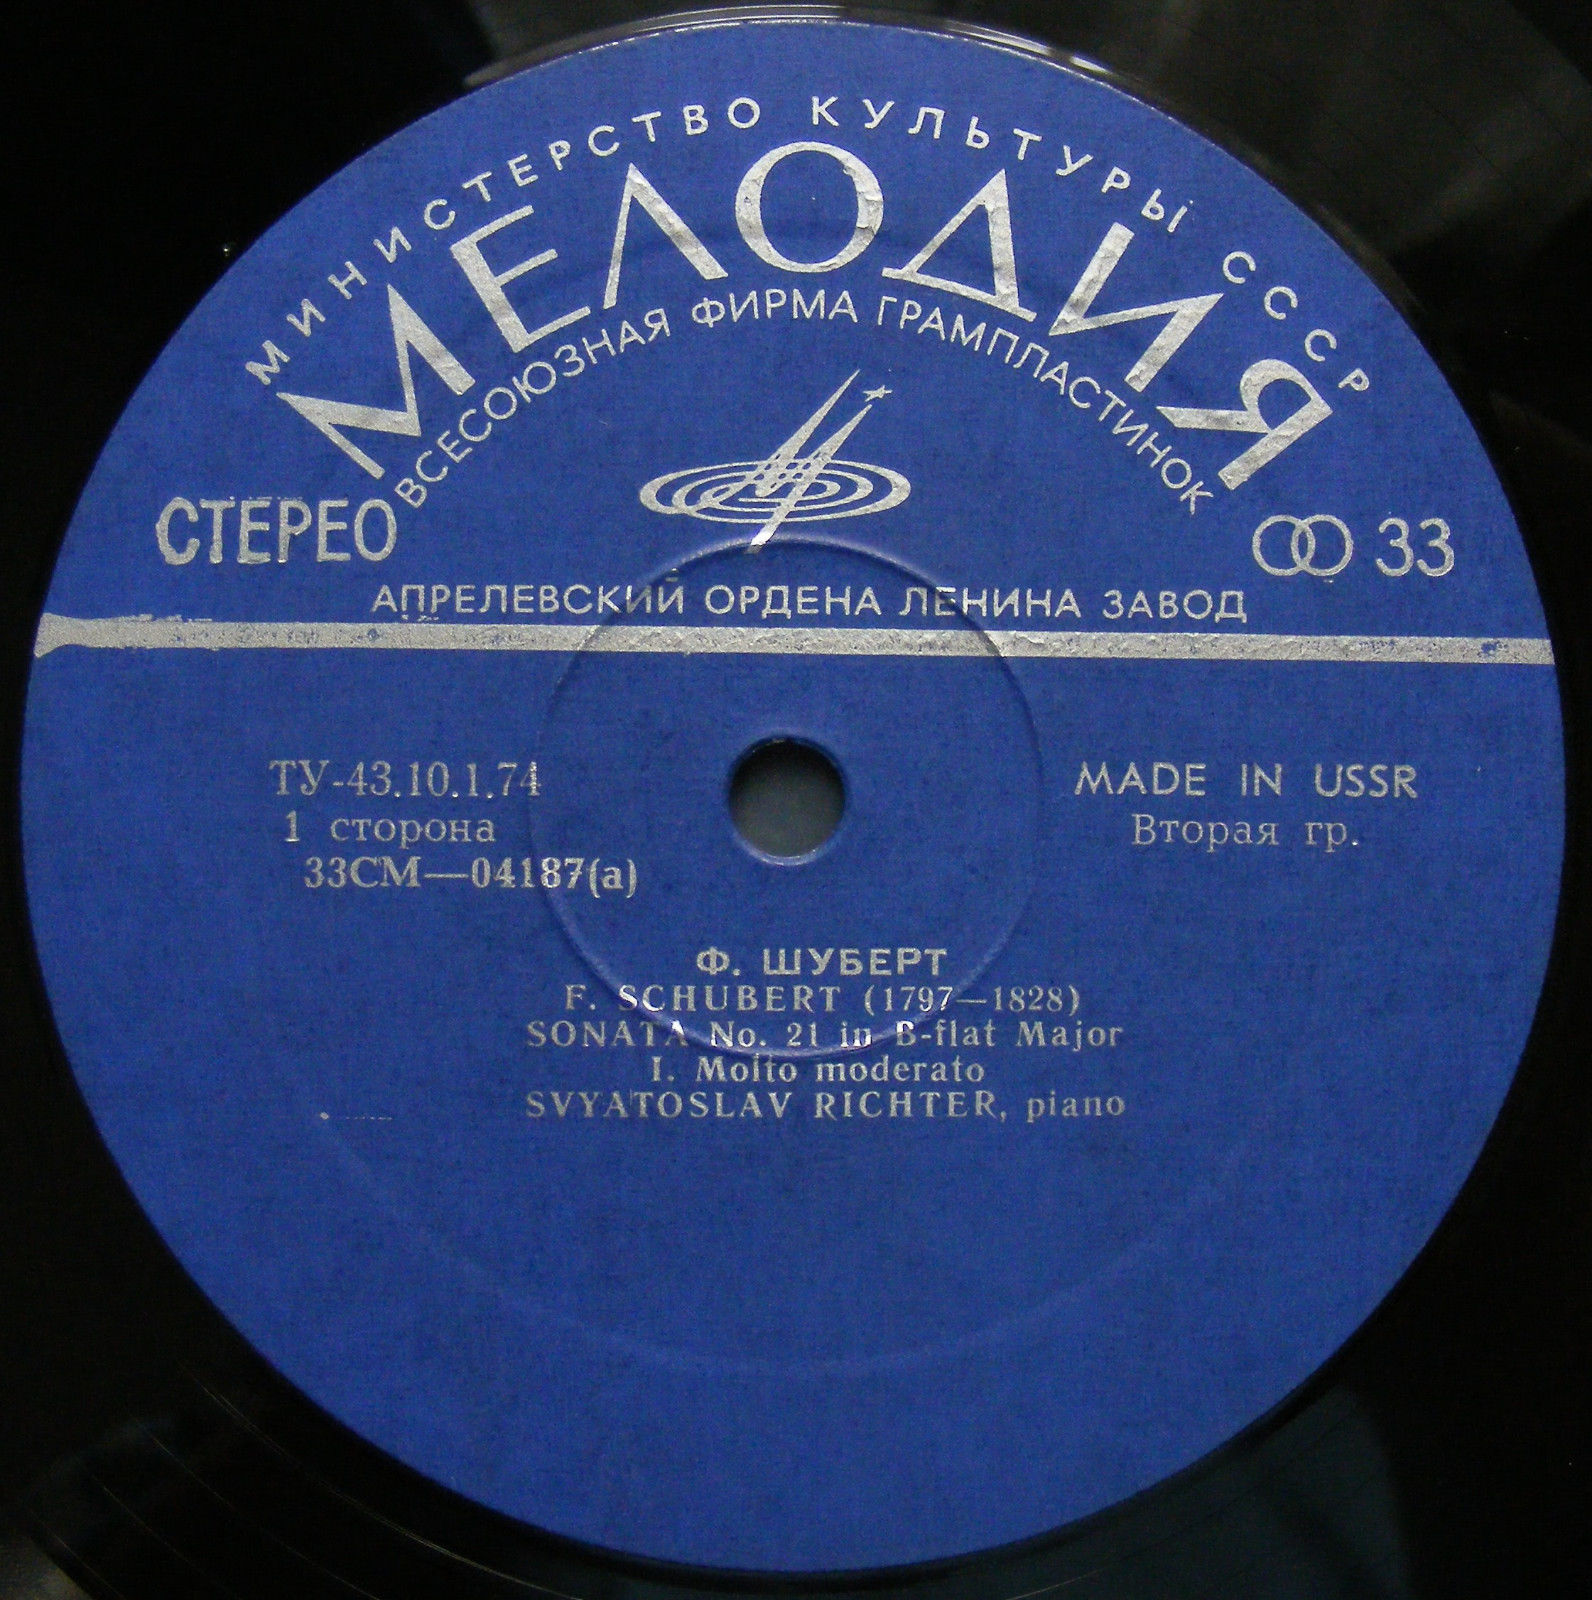 МИНИСТЕРСТВО КУЛЬТУРЫ СССР
МЕЛОДИЯ
ВСЕСОЮЗНАЯ ФИРМА ГРАМПЛАСТИНОК
СТЕРЕО
33
АПРЕЛЕВСКИЙ ОРДЕНА ЛЕНИНА ЗАВОД
ТУ-43.10.1.74
1 сторона
33СМ—04187(а)
MADE IN USSR
Вторая гр.
Ф. ШУБЕРТ
F. SCHUBERT (1797—1828)
SONATA No. 21 in B-flat Major
I. Molto moderato
SVYATOSLAV RICHTER, piano